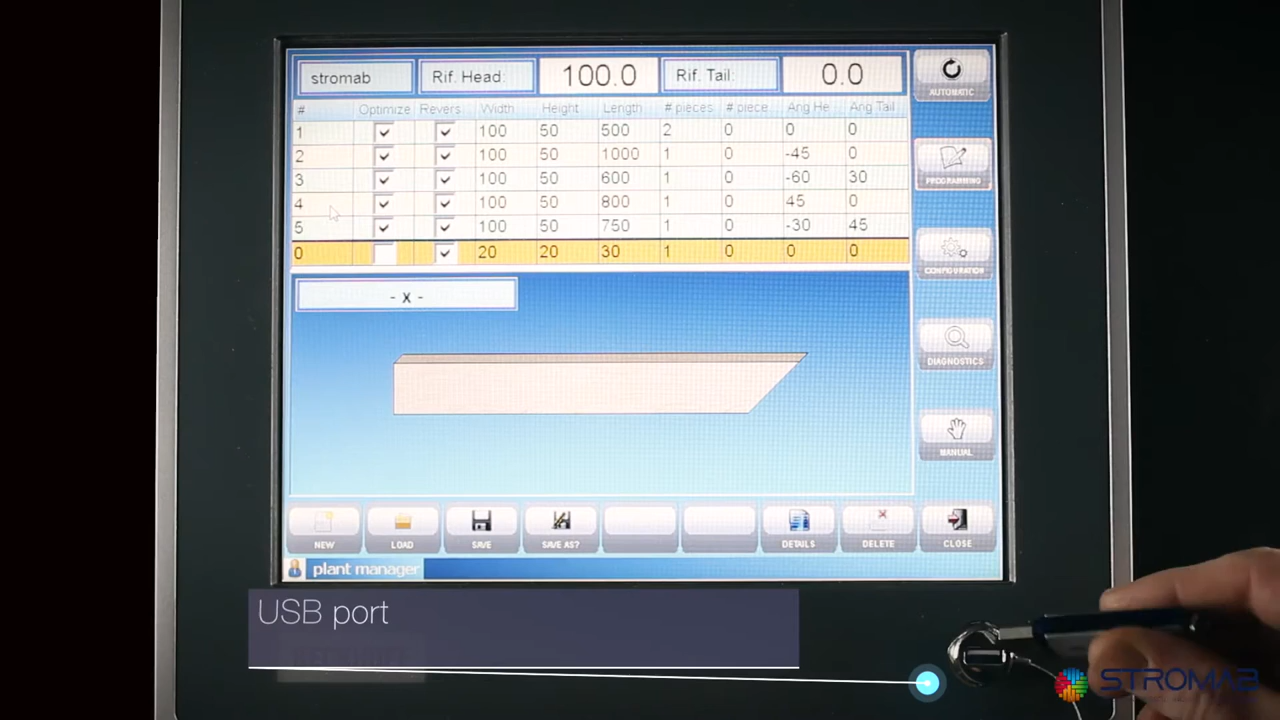 stromab Rif. Head: 100.0 Rif. Tail: 0.0
AUTOMATIC
# Optimize Revers Width Height Length # pieces # piece Ang He Ang Tail
1 100 50 500 2 0 0 0
2 100 50 1000 1 0 -45 0
3 100 50 600 1 0 -60 30
PROGRAMMING
4 100 50 800 1 0 45 0
5 100 50 750 1 0 -30 45
0 20 20 30 1 0 0 0
CONFIGURATION
- x -
DIAGNOSTICS
MANUAL
NEW LOAD SAVE SAVE AS? DETAILS DELETE CLOSE
plant manager
USB port
STROMAB